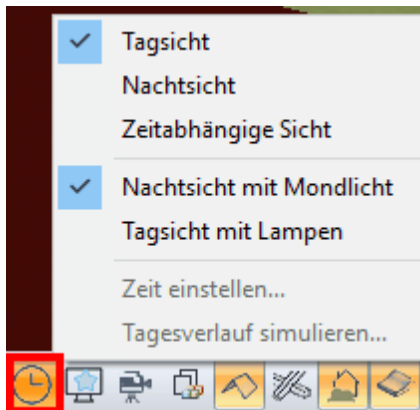 Tagsicht
Nachtsicht
Zeitabhängige Sicht
Nachtsicht mit Mondlicht
Tagsicht mit Lampen
Zeit einstellen...
Tagesverlauf simulieren...